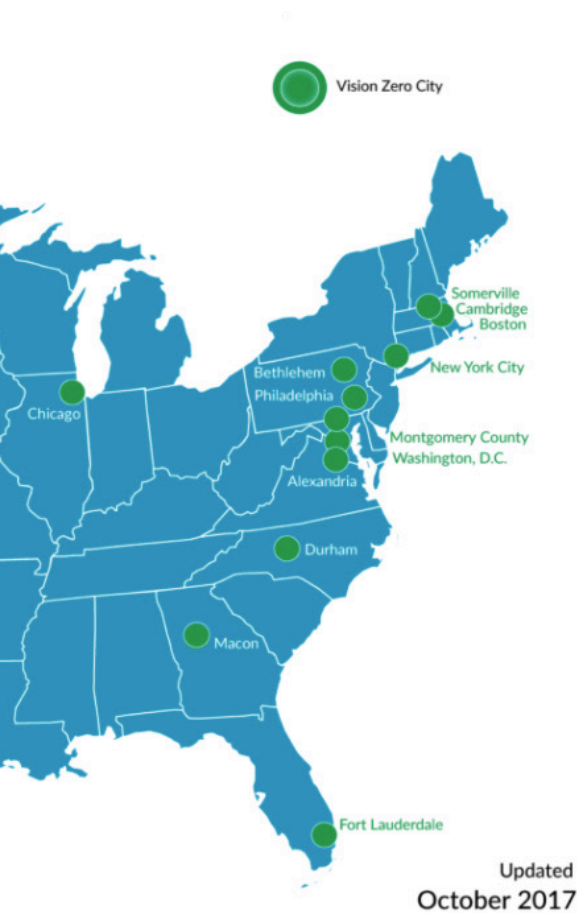 Vision Zero City
Somerville
Cambridge
Boston
New York City
Bethlehem
Philadelphia
Chicago
Montgomery County
Washington, D.C.
Alexandria
Durham
Macon
Fort Lauderdale
Updated
October 2017